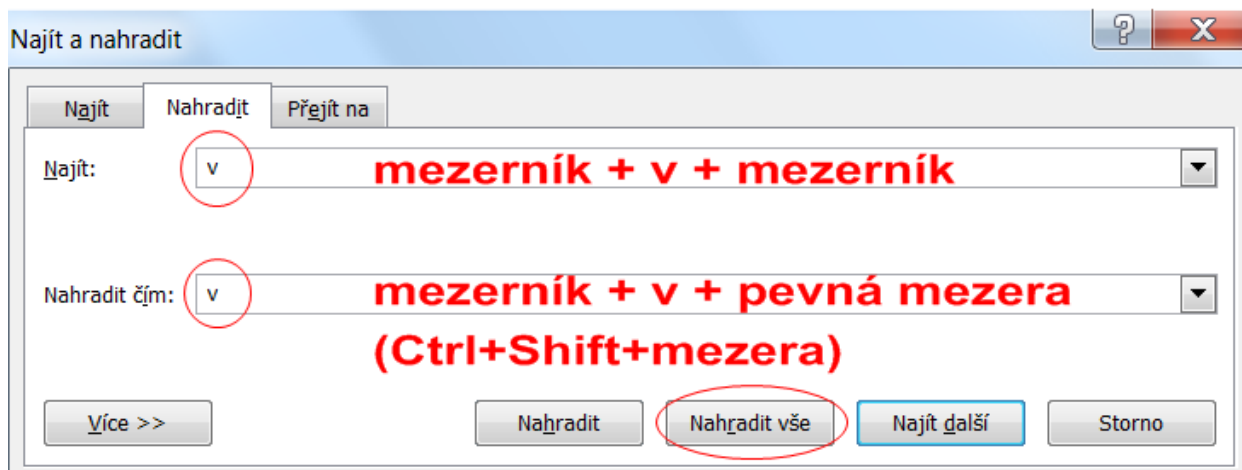 Najít a nahradit
Najít Nahradit Přejít na
Najít: v mezerník + v + mezerník
Nahradit čím: v mezerník + v + pevná mezera
(Ctrl+Shift+mezera)
Více >> Nahradit Nahradit vše Najít další Storno